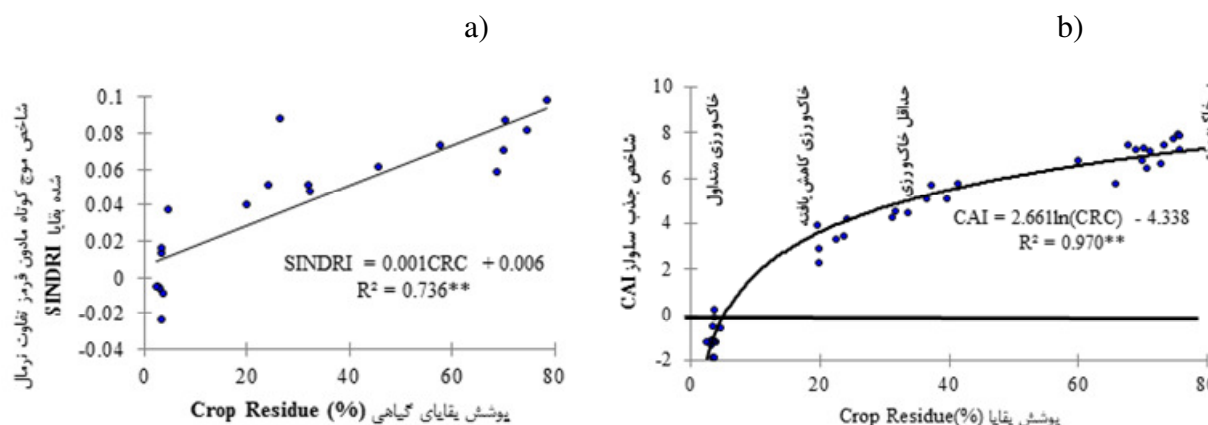 a)
شاخص موج کوتاه مادون قرمز تفاوت نرمال
شده بقایا SINDRI
0.1
0.08
0.06
0.04
0.02
0
-0.02
-0.04
SINDRI = 0.001CRC + 0.006
R² = 0.736**
0 20 40 60 80
پوشش بقایای گیاهی Crop Residue (%)
b)
شاخص جذب سلولز CAI
10
8
6
4
2
0
-2
خاک‌ورزی متداول
خاک‌ورزی کاهش‌یافته
حداقل خاک‌ورزی
CAI = 2.661ln(CRC) - 4.338
R² = 0.970**
0 20 40 60 80
پوشش بقایا Crop Residue(%)